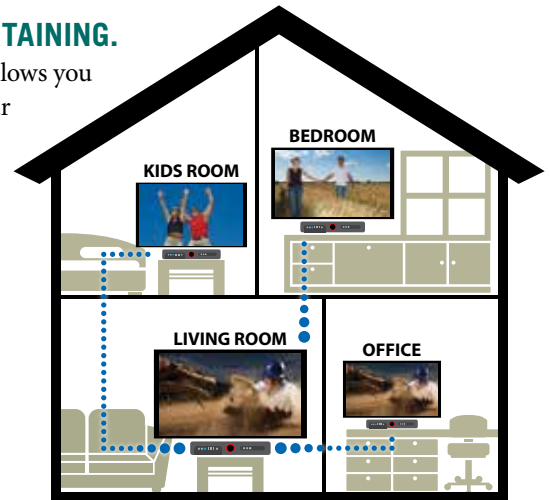 TAINING.
lows you
r
BEDROOM
KIDS ROOM
LIVING ROOM
OFFICE